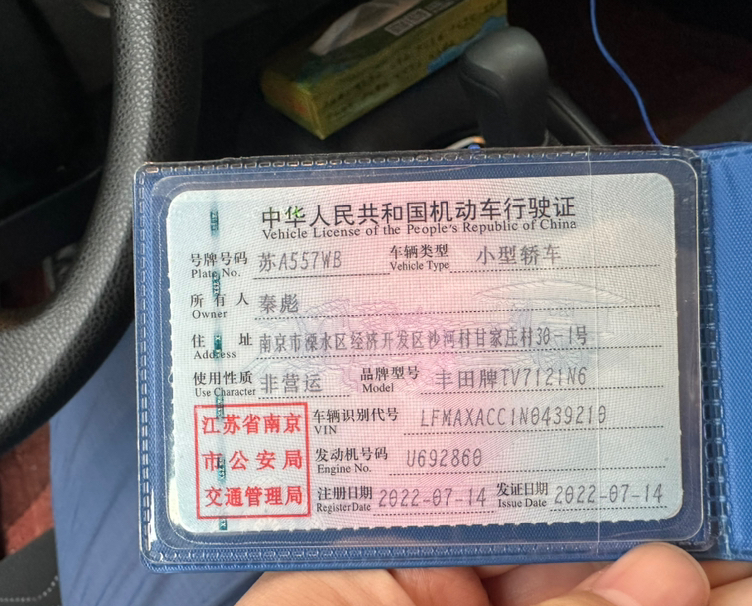 中华人民共和国机动车行驶证
Vehicle License of the People's Republic of China
号牌号码 苏A557WB 车辆类型 小型轿车
Plate No. Vehicle Type
所有人 秦彪
Owner
住址 南京市溧水区经济开发区沙河村甘家庄村30-1号
Address
使用性质 非营运 品牌型号 丰田牌TV7121N6
Use Character Model
江苏省南京
市公安局
交通管理局
车辆识别代号 LFMAXACC1N0439210
VIN
发动机号码 U692860
Engine No.
注册日期 2022-07-14 发证日期 2022-07-14
Register Date Issue Date